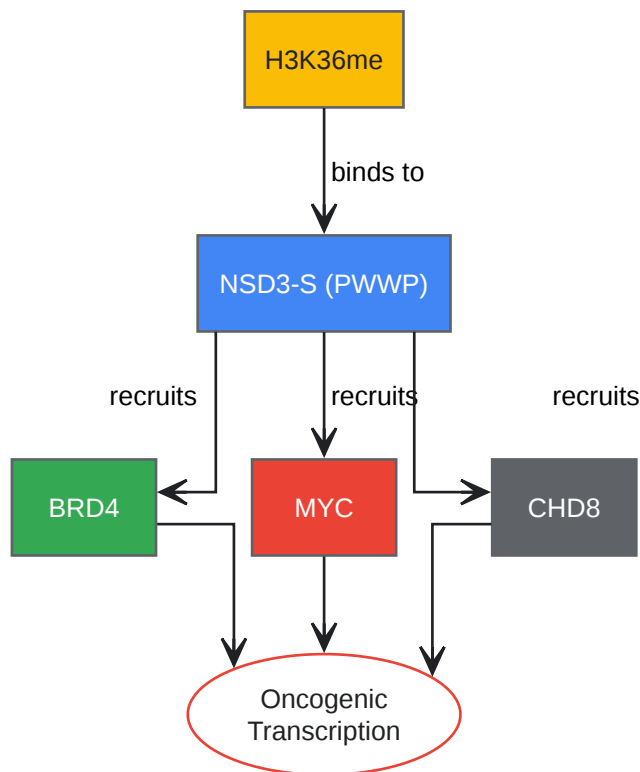 H3K36me
binds to
NSD3-S (PWWP)
recruits
recruits
recruits
BRD4
MYC
CHD8
Oncogenic
Transcription